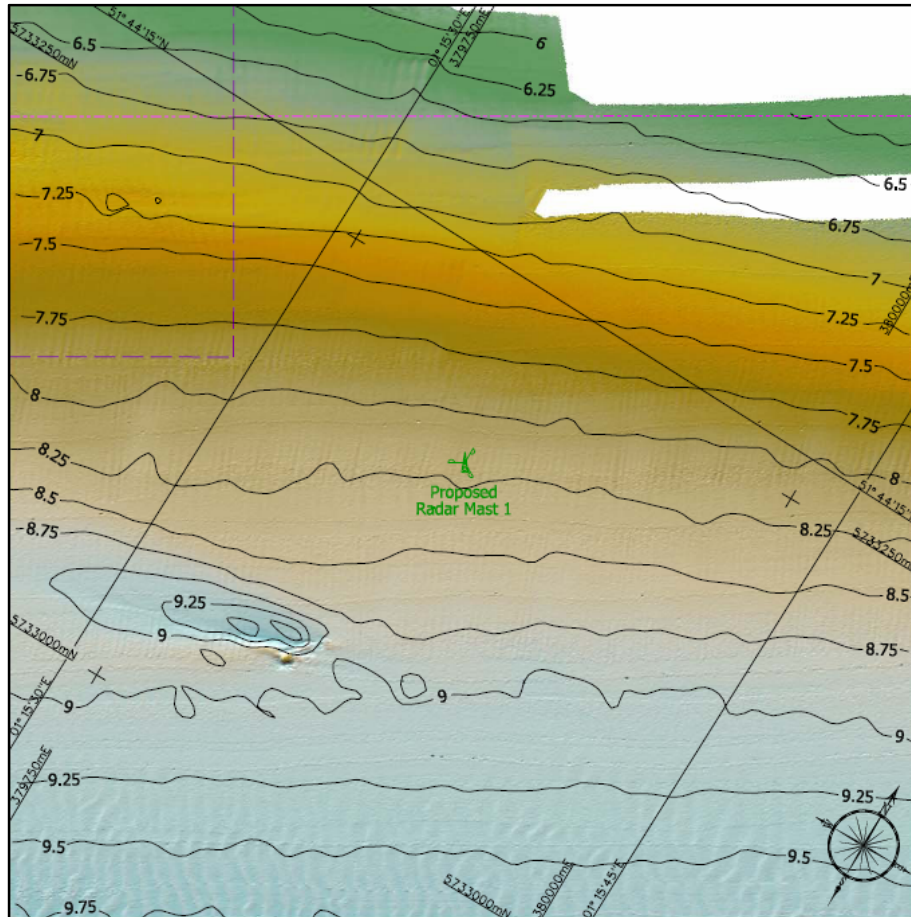 51° 44'15"N
5733250mN
01° 15'30"E
379750mE
6
6.5
6.25
-6.75
7
6.5
7.25
6.75
-7.5
7
380000mE
7.25
-7.75
7.5
8
7.75
8.25
8
Proposed
Radar Mast 1
51° 44'15"
8.5
8.25
-8.75
5733250mN
8.5
9.25
9
8.75
5733000mN
9
01° 15'30"E
9
9
379750mE
9.25
9.25
9.5
9.5
5733000mN
380000mE
01° 15'45"E
9.75